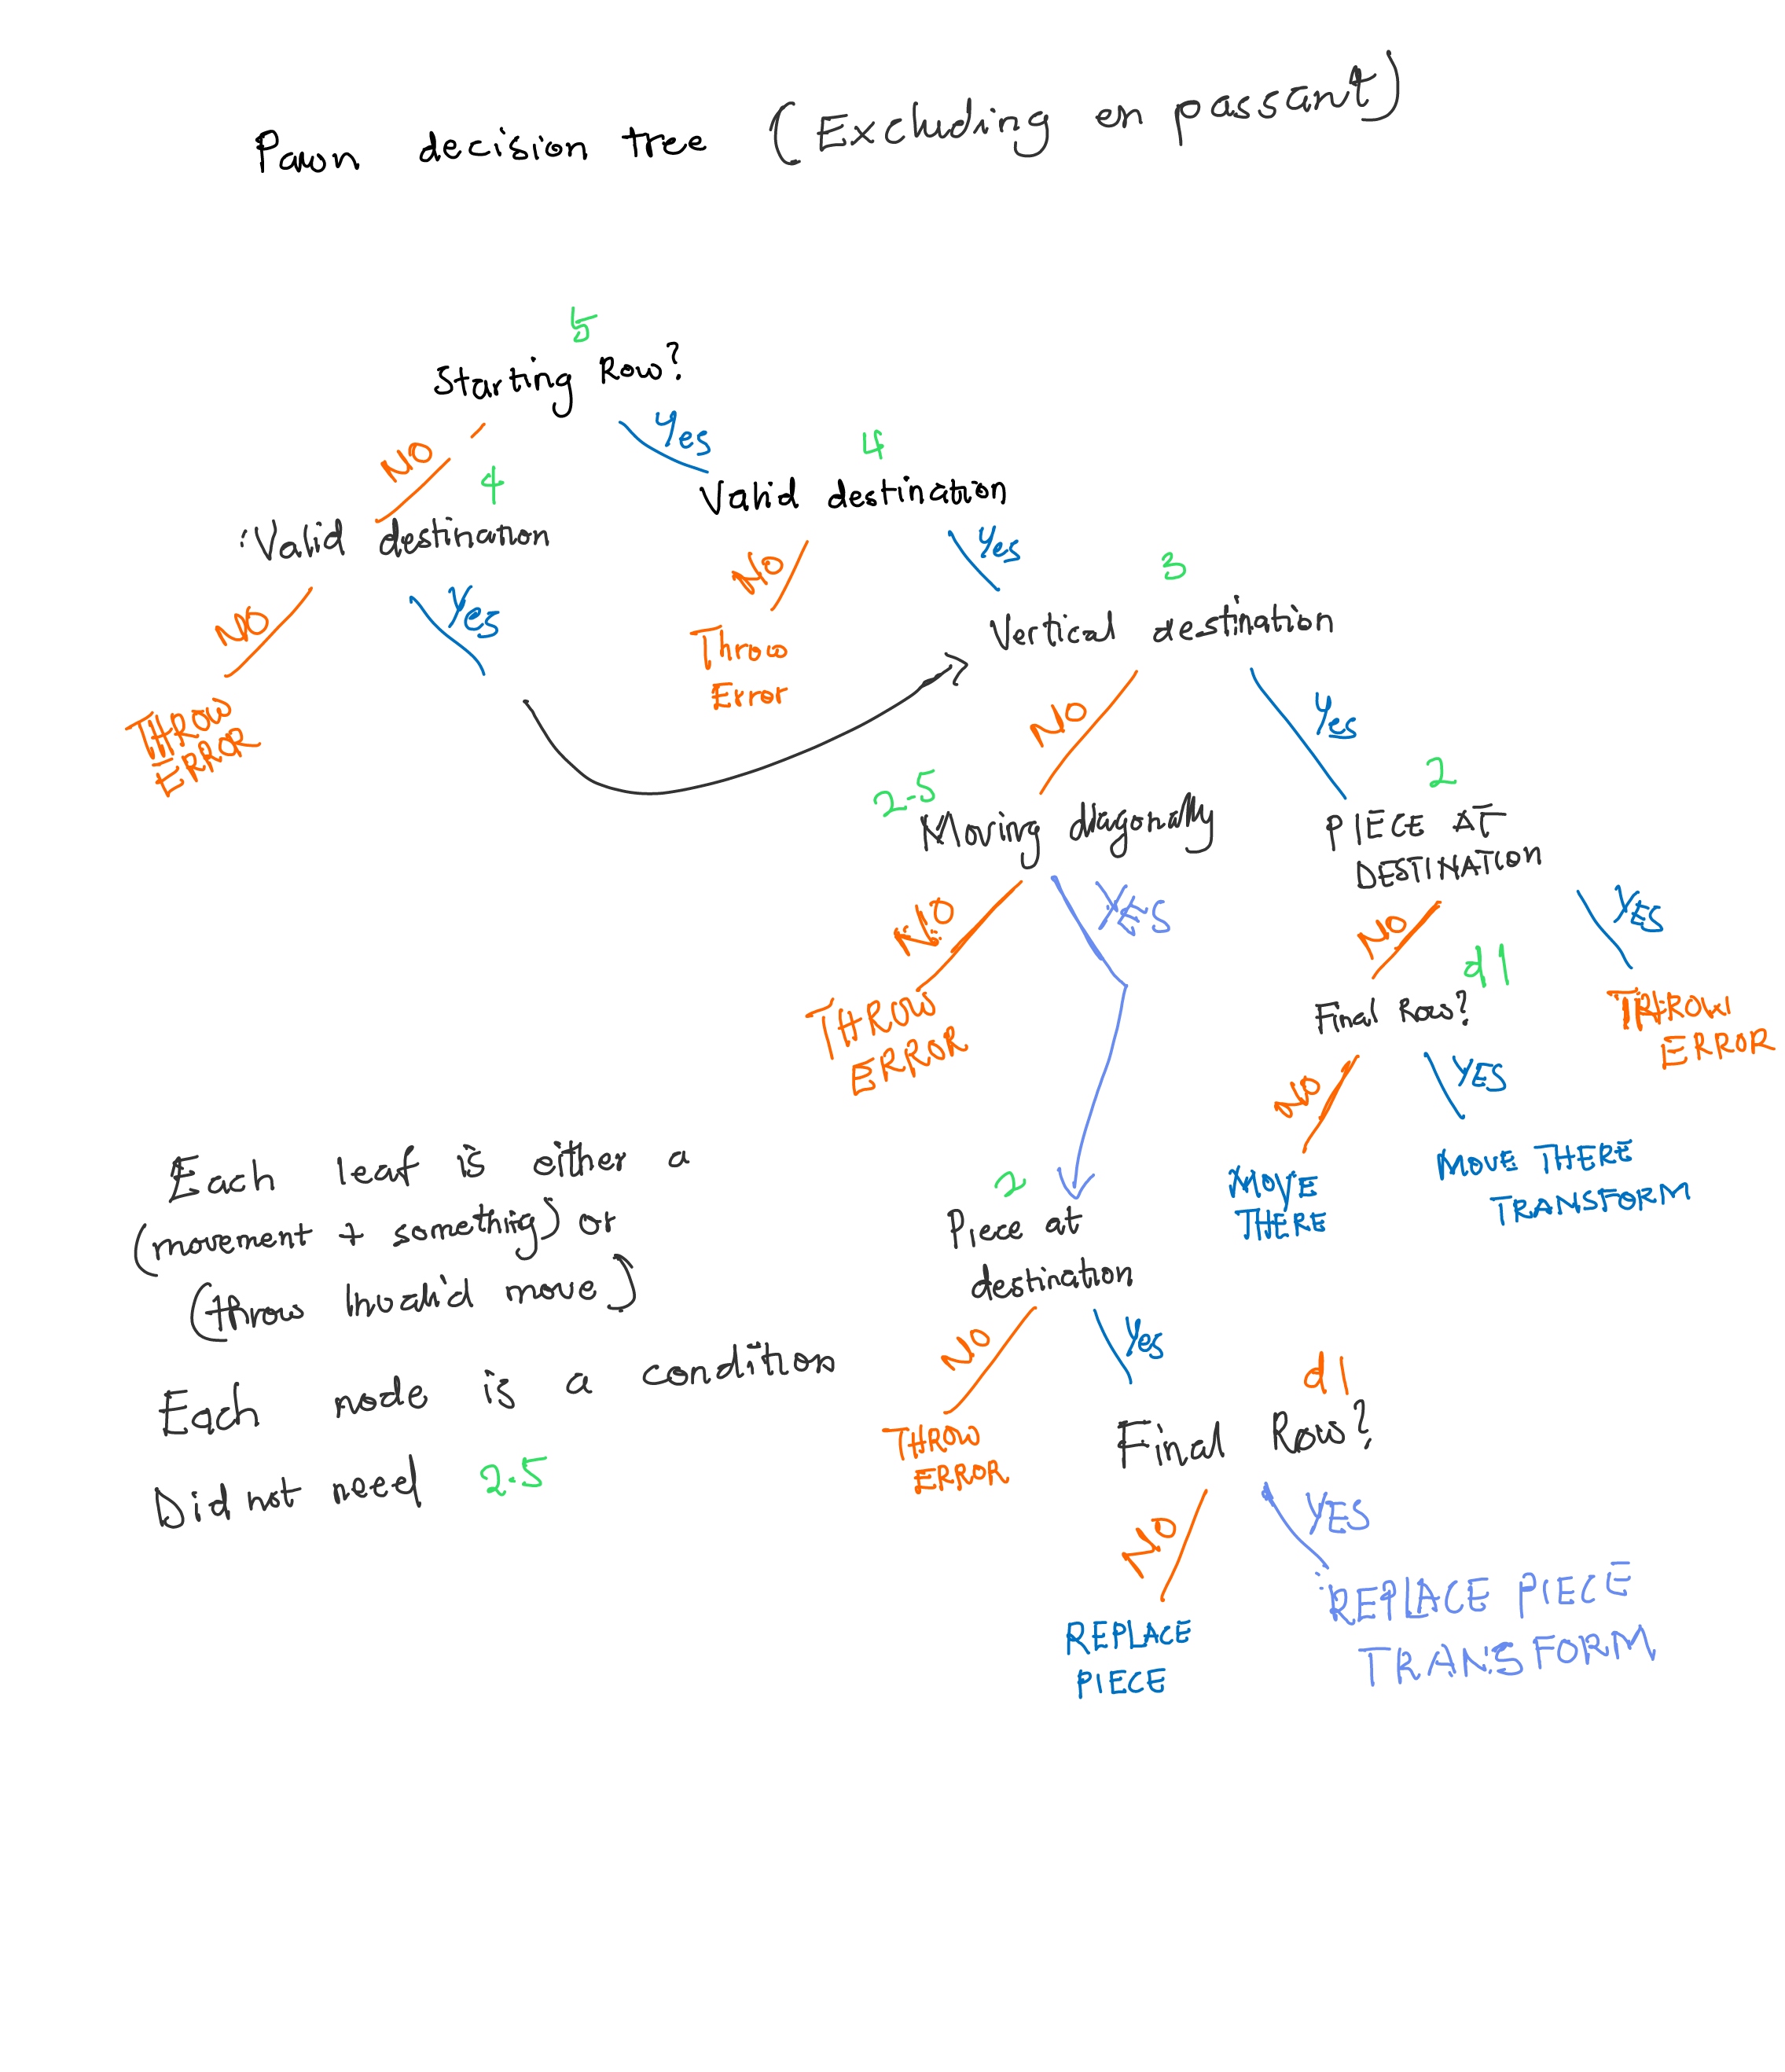 Pawn decision tree (Excluding en passant)
5
Starting Row?
NO
Yes
4
4
Valid destination
Valid destination
NO
Yes
NO
Yes
3
Throw
Error
Vertical destination
THROW
ERROR
NO
Yes
2.5
2
Moving diagonally
PIECE AT
DESTINATION
NO
YES
NO
YES
d1
THROW
ERROR
Final Row?
THROW
ERROR
NO
YES
MOVE
THERE
MOVE THERE
TRANSFORM
Each leaf is either a
(movement + something) or
(throw invalid move)
Each node is a condition
Did not need 2.5
2
Piece at
destination
NO
Yes
THROW
ERROR
d1
Final Row?
NO
YES
REPLACE
PIECE
REPLACE PIECE
TRANSFORM